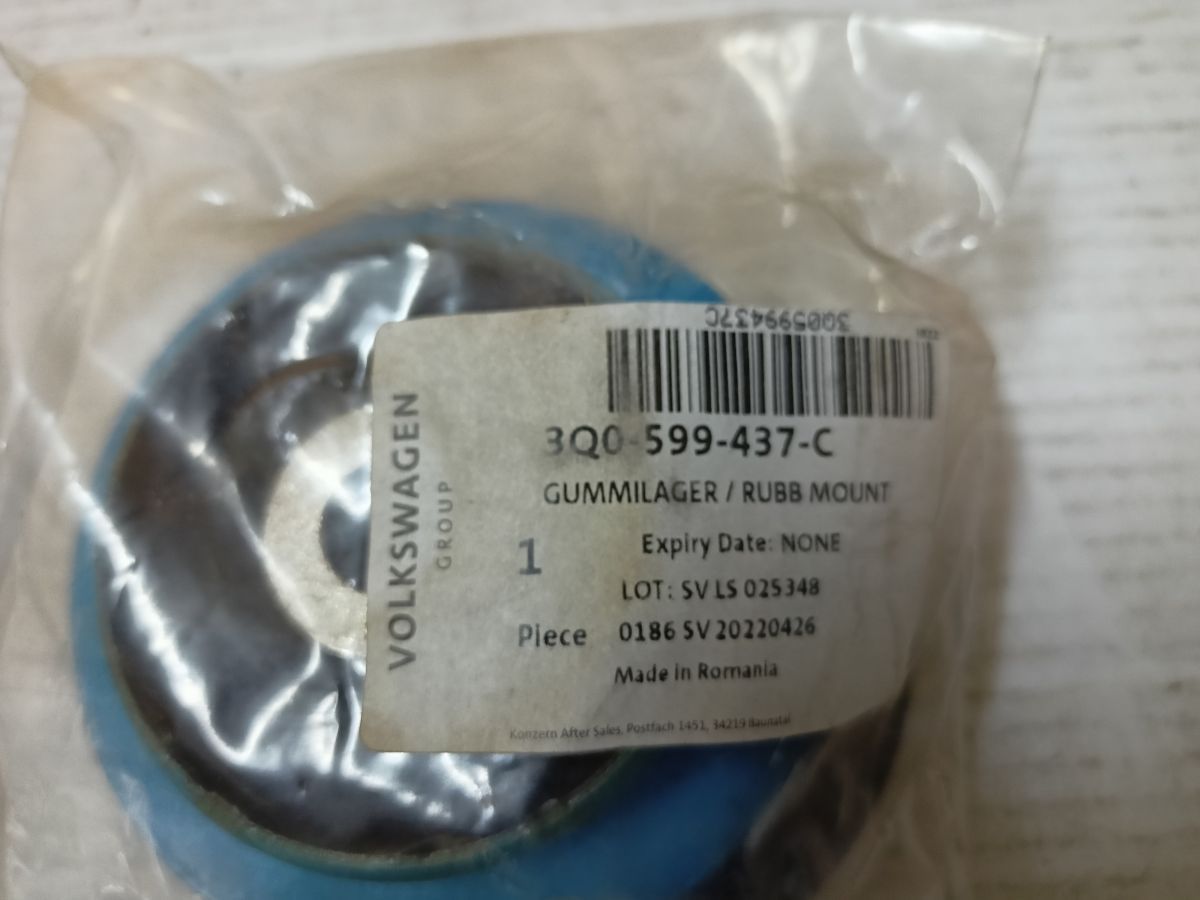 3Q0599437C
3Q0-599-437-C
GUMMILAGER / RUBB MOUNT
VOLKSWAGEN
GROUP
1
Expiry Date: NONE
LOT: SV LS 025348
Piece
0186 SV 20220426
Made in Romania
Konzern After Sales, Postfach 1451, 34219 Baunatal